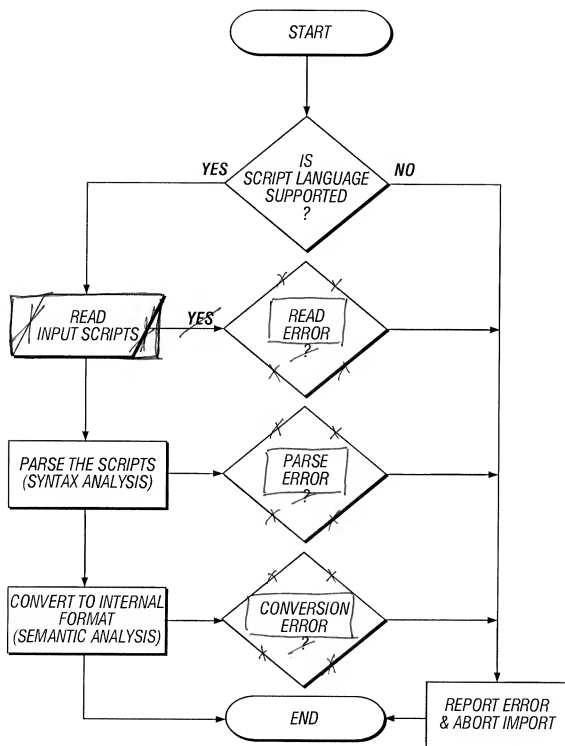 START
IS
SCRIPT LANGUAGE
SUPPORTED
?
YES
NO
READ
INPUT SCRIPTS
YES
READ
ERROR
?
PARSE THE SCRIPTS
(SYNTAX ANALYSIS)
PARSE
ERROR
?
CONVERT TO INTERNAL
FORMAT
(SEMANTIC ANALYSIS)
CONVERSION
ERROR
?
END
REPORT ERROR
& ABORT IMPORT